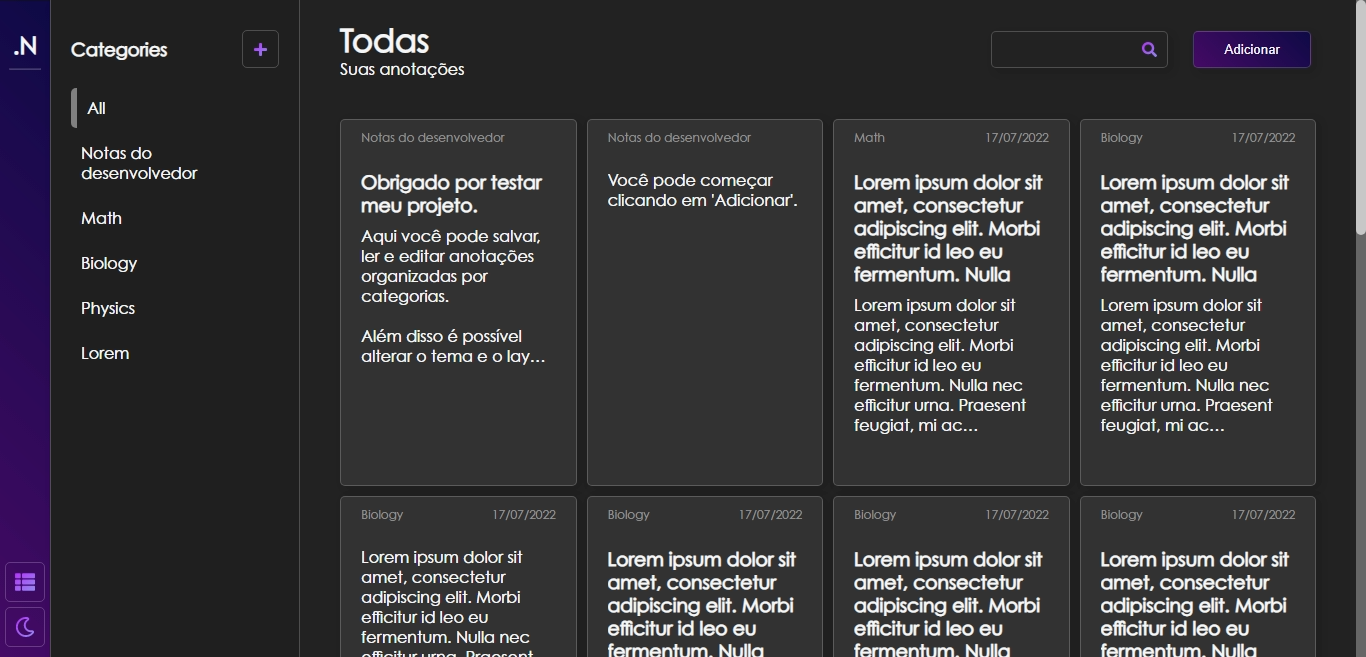 .N
Categories
+
All
Notas do
desenvolvedor
Math
Biology
Physics
Lorem
Todas
Suas anotações
Adicionar
Notas do desenvolvedor
Obrigado por testar
meu projeto.
Aqui você pode salvar,
ler e editar anotações
organizadas por
categorias.
Além disso é possível
alterar o tema e o lay...
Notas do desenvolvedor
Você pode começar
clicando em 'Adicionar'.
Math 17/07/2022
Lorem ipsum dolor sit
amet, consectetur
adipiscing elit. Morbi
efficitur id leo eu
fermentum. Nulla
Lorem ipsum dolor sit
amet, consectetur
adipiscing elit. Morbi
efficitur id leo eu
fermentum. Nulla nec
efficitur urna. Praesent
feugiat, mi ac...
Biology 17/07/2022
Lorem ipsum dolor sit
amet, consectetur
adipiscing elit. Morbi
efficitur id leo eu
fermentum. Nulla
Lorem ipsum dolor sit
amet, consectetur
adipiscing elit. Morbi
efficitur id leo eu
fermentum. Nulla nec
efficitur urna. Praesent
feugiat, mi ac...
Biology 17/07/2022
Lorem ipsum dolor sit
amet, consectetur
adipiscing elit. Morbi
efficitur id leo eu
fermentum. Nulla nec
efficitur urna. Praesent
Biology 17/07/2022
Lorem ipsum dolor sit
amet, consectetur
adipiscing elit. Morbi
efficitur id leo eu
fermentum. Nulla
Biology 17/07/2022
Lorem ipsum dolor sit
amet, consectetur
adipiscing elit. Morbi
efficitur id leo eu
fermentum. Nulla
Biology 17/07/2022
Lorem ipsum dolor sit
amet, consectetur
adipiscing elit. Morbi
efficitur id leo eu
fermentum. Nulla